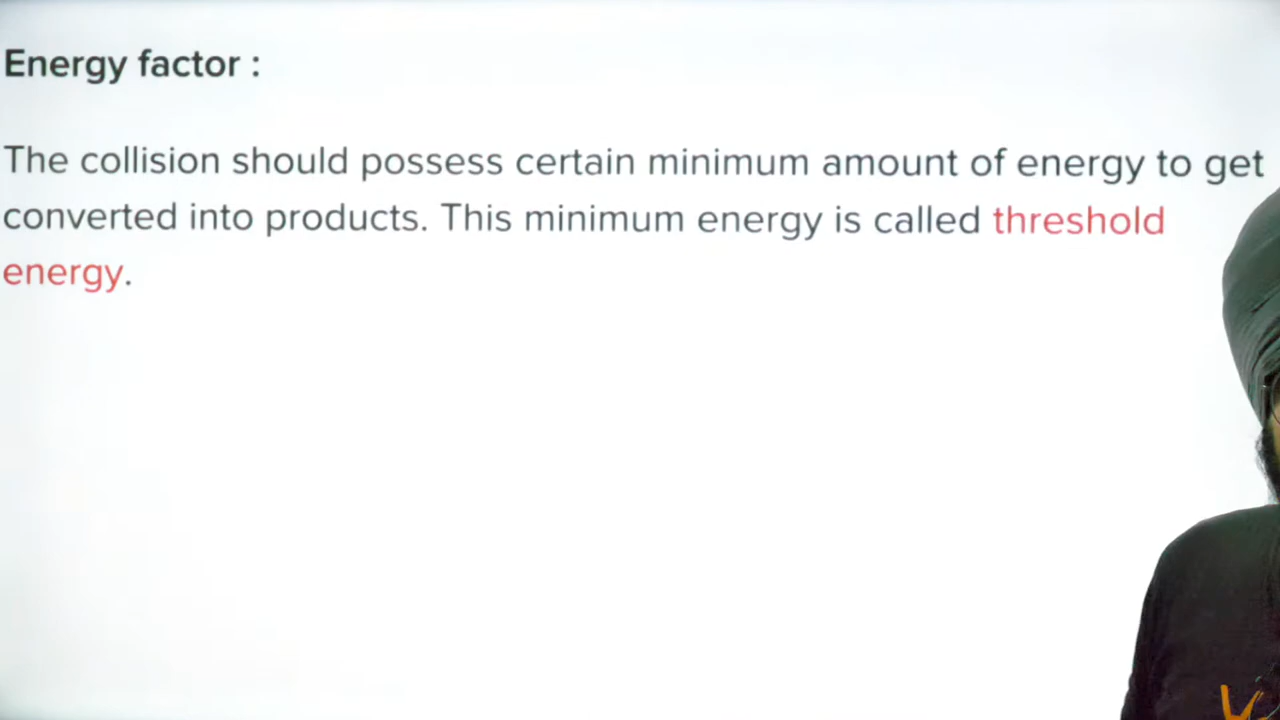 Energy factor :
The collision should possess certain minimum amount of energy to get
converted into products. This minimum energy is called threshold
energy.